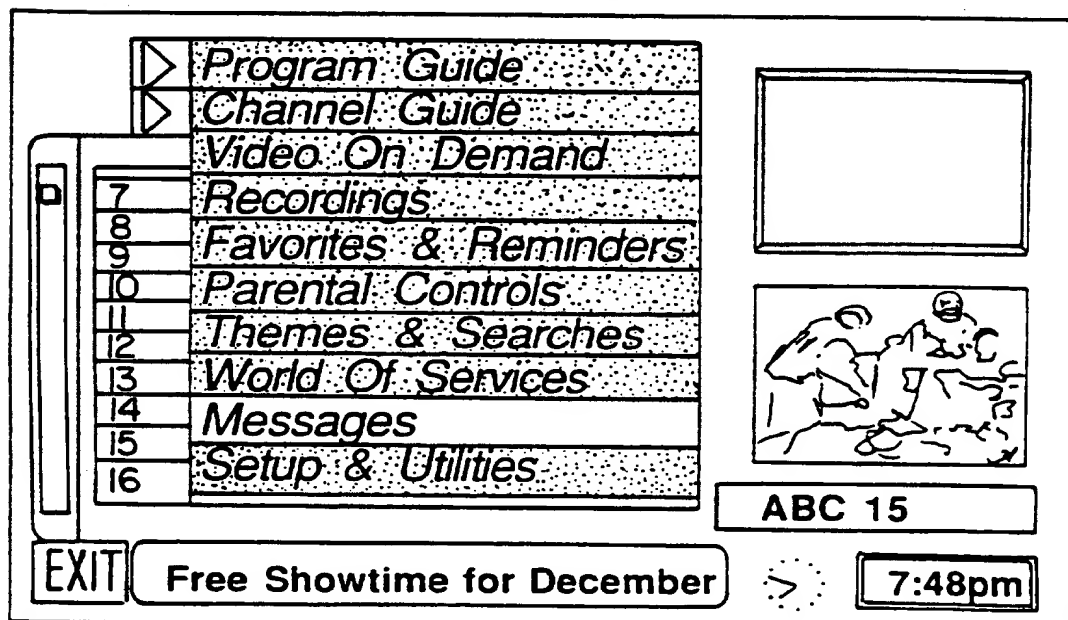 Program Guide
Channel Guide
Video On Demand
7 Recordings
8
9 Favorites & Reminders
10 Parental Controls
11
12 Themes & Searches
13 World Of Services
14 Messages
15
16 Setup & Utilities
ABC 15
EXIT Free Showtime for December 7:48pm